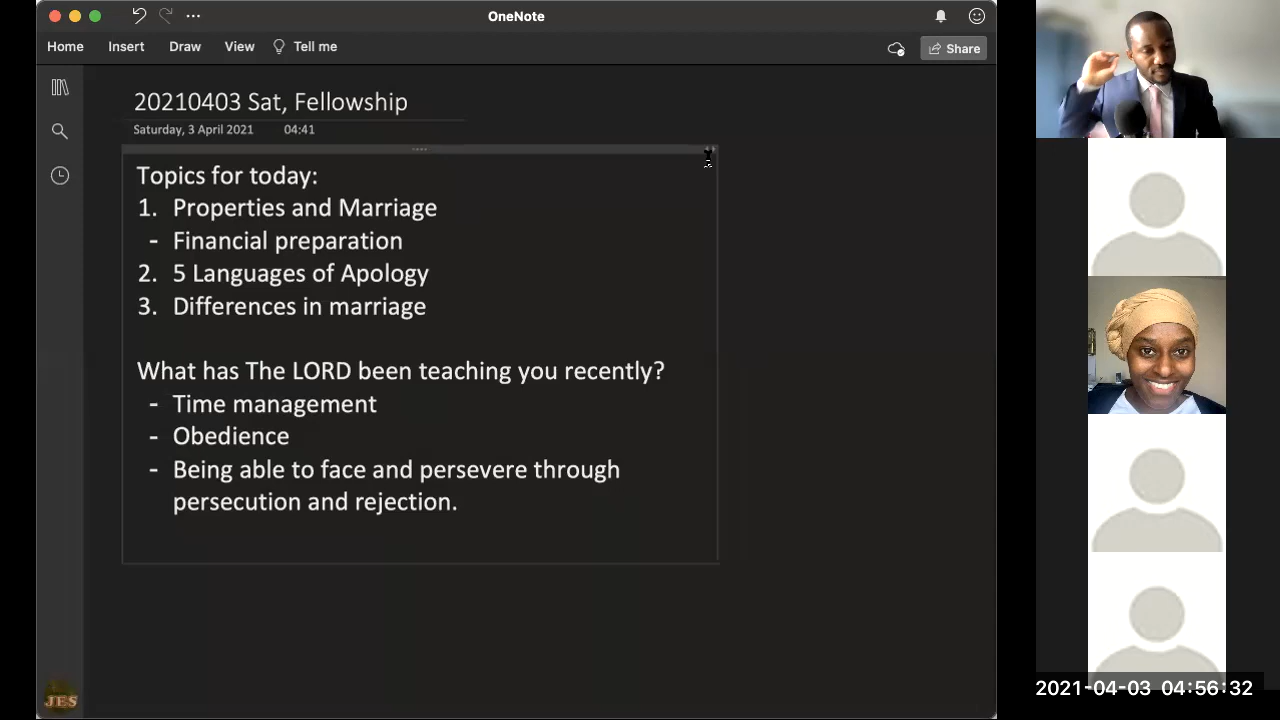 OneNote
Home Insert Draw View Tell me Share
20210403 Sat, Fellowship
Saturday, 3 April 2021 04:41
Topics for today:
1. Properties and Marriage
- Financial preparation
2. 5 Languages of Apology
3. Differences in marriage
What has The LORD been teaching you recently?
- Time management
- Obedience
- Being able to face and persevere through
persecution and rejection.
JES
2021-04-03 04:56:32